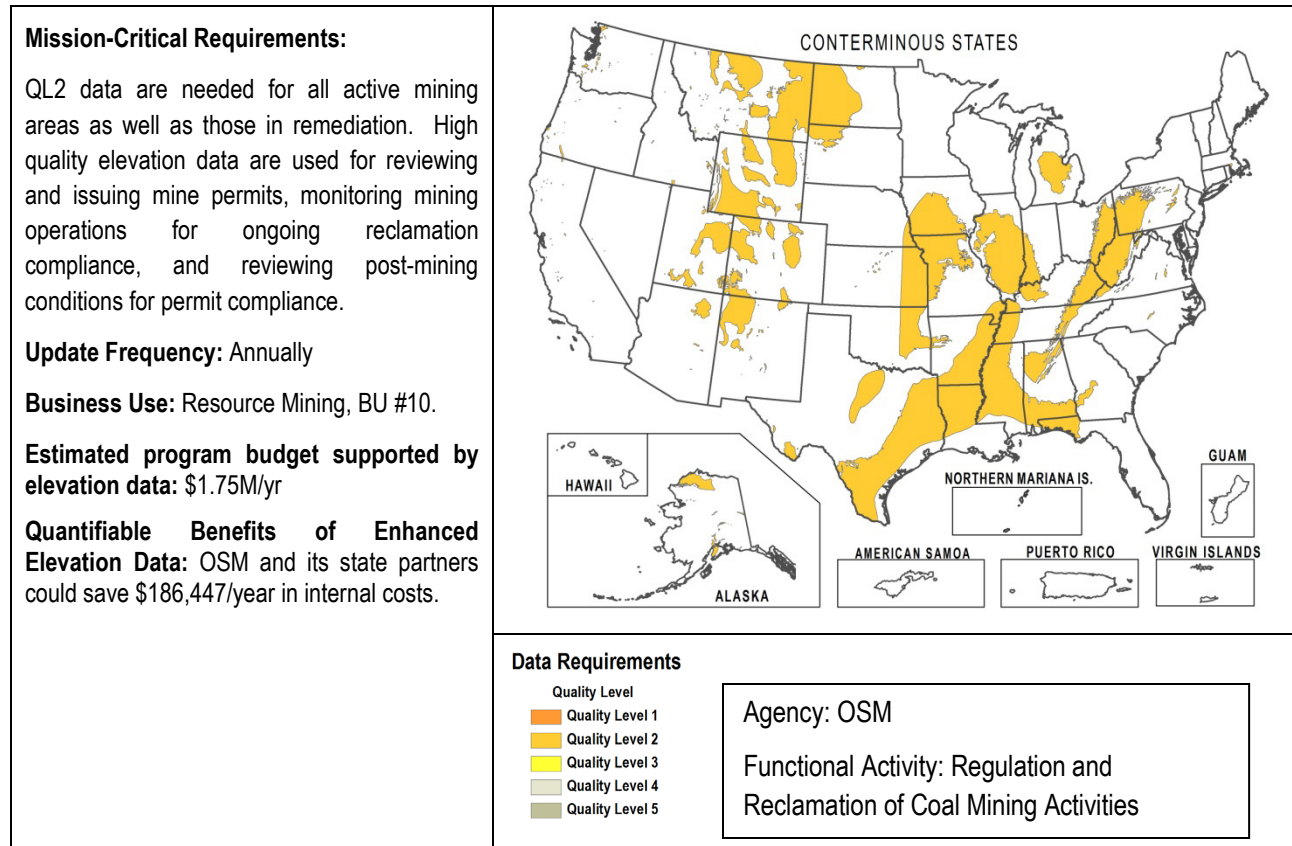 Mission-Critical Requirements:
QL2 data are needed for all active mining
areas as well as those in remediation. High
quality elevation data are used for reviewing
and issuing mine permits, monitoring mining
operations for ongoing reclamation
compliance, and reviewing post-mining
conditions for permit compliance.
Update Frequency: Annually
Business Use: Resource Mining, BU #10.
Estimated program budget supported by
elevation data: $1.75M/yr
Quantifiable Benefits of Enhanced
Elevation Data: OSM and its state partners
could save $186,447/year in internal costs.
CONTERMINOUS STATES
HAWAII
ALASKA
NORTHERN MARIANA IS.
GUAM
AMERICAN SAMOA
PUERTO RICO
VIRGIN ISLANDS
Data Requirements
Quality Level
Quality Level 1
Quality Level 2
Quality Level 3
Quality Level 4
Quality Level 5
Agency: OSM
Functional Activity: Regulation and
Reclamation of Coal Mining Activities